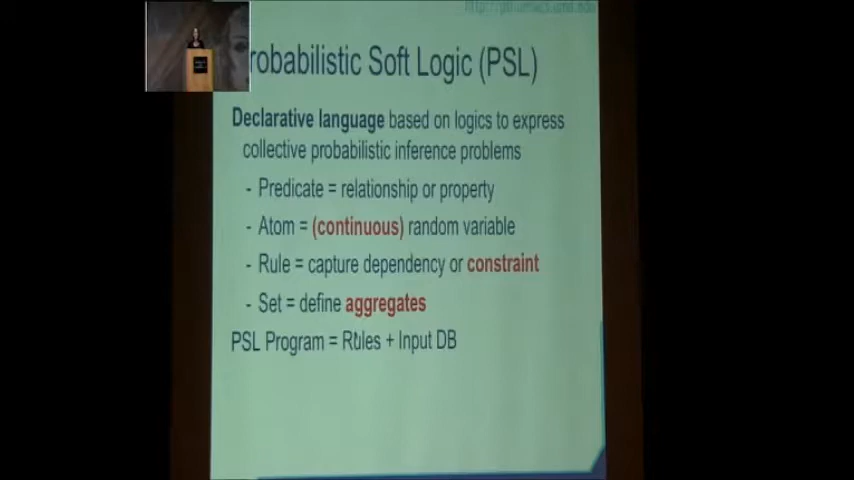 robabilistic Soft Logic (PSL)
Declarative language based on logics to express
collective probabilistic inference problems
- Predicate = relationship or property
- Atom = (continuous) random variable
- Rule = capture dependency or constraint
- Set = define aggregates
PSL Program = Rules + Input DB